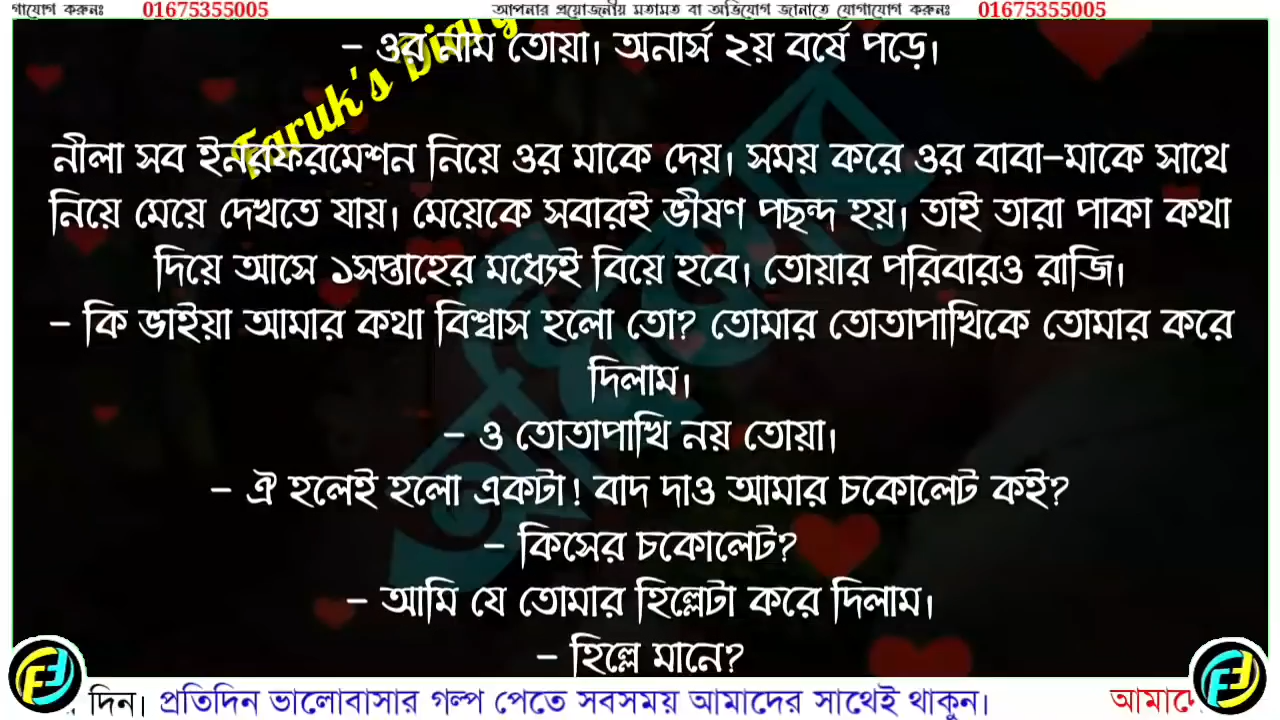 গাযোগ করুনঃ 01675355005 আপনার প্রয়োজনীয় মতামত বা অভিযোগ জানাতে যোগাযোগ করুনঃ 01675355005
Faruk's Diary
– ওর নাম তোয়া। অনার্স ২য় বর্ষে পড়ে।
নীলা সব ইনরফরমেশন নিয়ে ওর মাকে দেয়। সময় করে ওর বাবা-মাকে সাথে
নিয়ে মেয়ে দেখতে যায়। মেয়েকে সবারই ভীষণ পছন্দ হয়। তাই তারা পাকা কথা
দিয়ে আসে ১সপ্তাহের মধ্যেই বিয়ে হবে। তোয়ার পরিবারও রাজি।
– কি ভাইয়া আমার কথা বিশ্বাস হলো তো? তোমার তোতাপাখিকে তোমার করে
দিলাম।
– ও তোতাপাখি নয় তোয়া।
– ঐ হলেই হলো একটা! বাদ দাও আমার চকোলেট কই?
– কিসের চকোলেট?
– আমি যে তোমার হিল্লেটা করে দিলাম।
– হিল্লে মানে?
দিন। প্রতিদিন ভালোবাসার গল্প পেতে সবসময় আমাদের সাথেই থাকুন। আমাদে